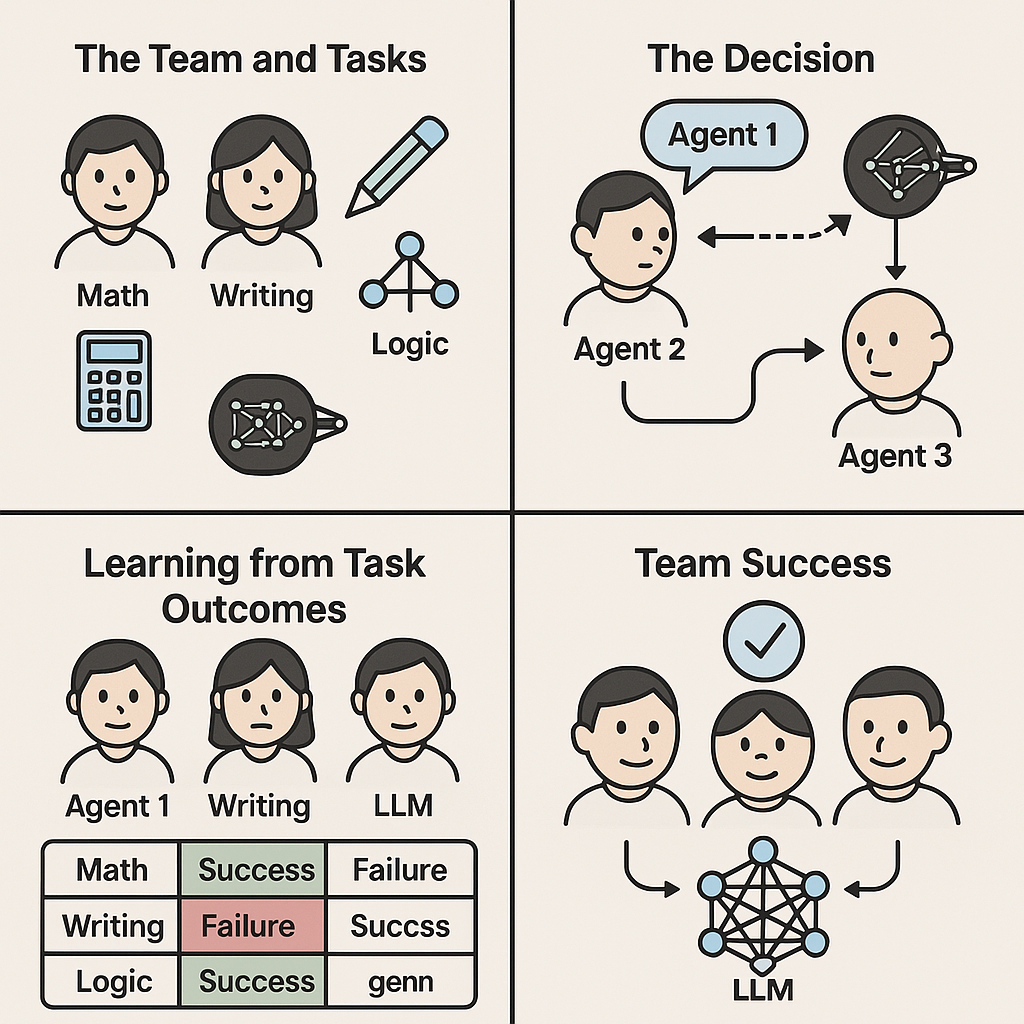 The Team and Tasks
Math
Writing
Logic
The Decision
Agent 1
Agent 2
Agent 3
Learning from Task
Outcomes
Agent 1
Writing
LLM
Math
Success
Failure
Writing
Failure
Succss
Logic
Success
genn
Team Success
LLM